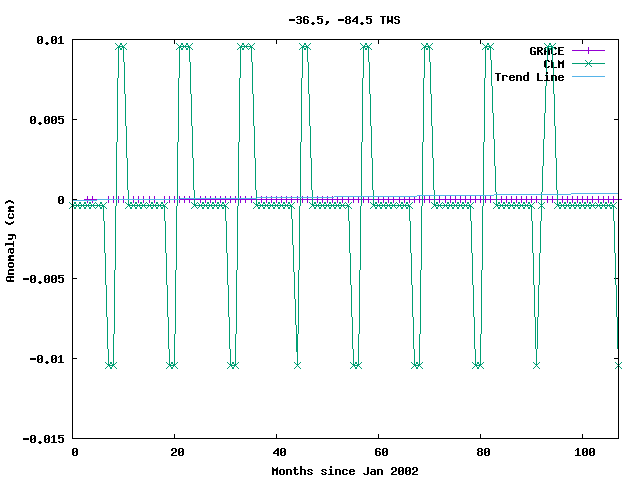 -36.5, -84.5 TWS
0.01
0.005
0
-0.005
-0.01
-0.015
Anomaly (cm)
GRACE
CLM
Trend Line
0 20 40 60 80 100
Months since Jan 2002